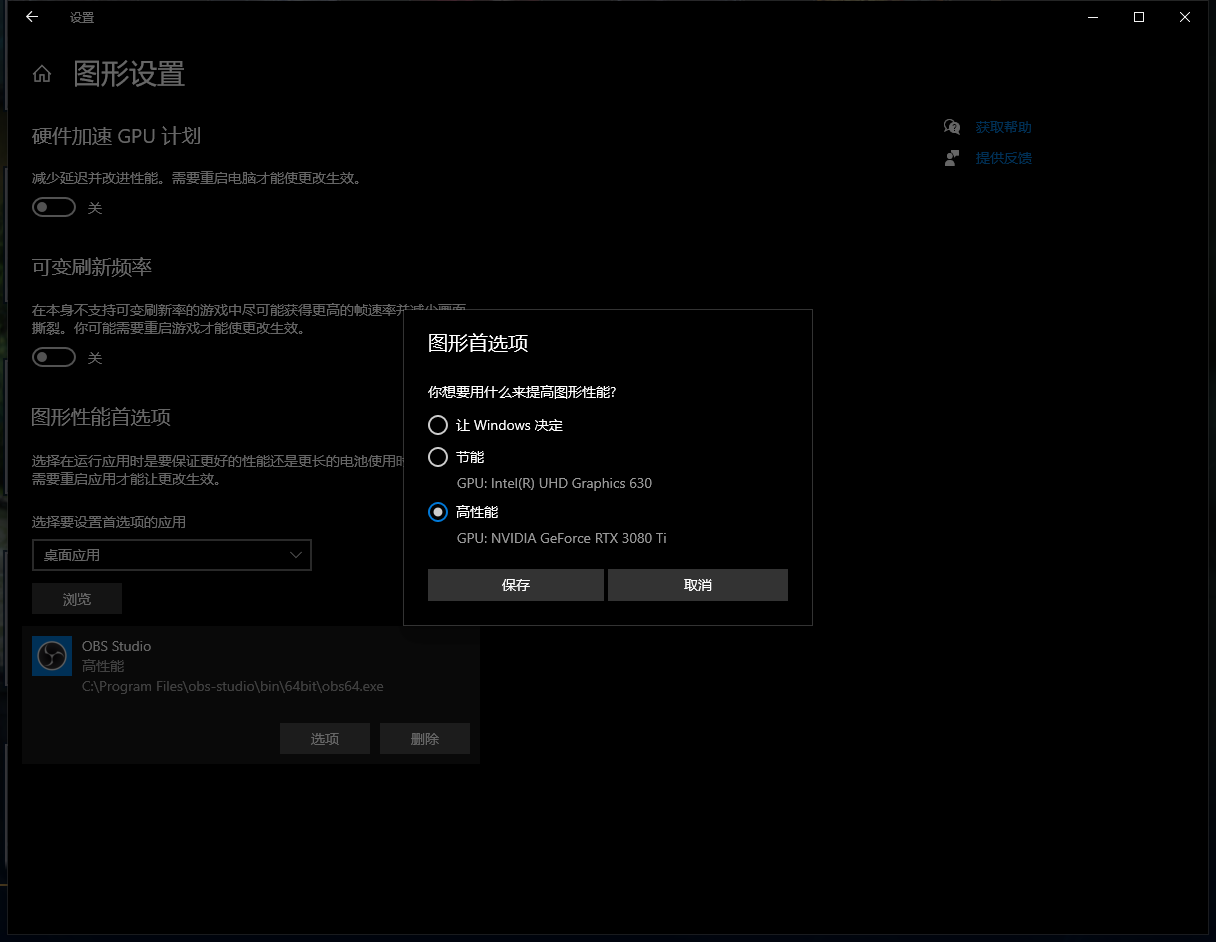 设置
图形设置
硬件加速 GPU 计划
减少延迟并改进性能。需要重启电脑才能使更改生效。
关
获取帮助
提供反馈
可变刷新频率
在本身不支持可变刷新率的游戏中尽可能获得更高的帧速率并减少画面
撕裂。你可能需要重启游戏才能使更改生效。
关
图形性能首选项
选择在运行应用时是要保证更好的性能还是更长的电池使用时
需要重启应用才能让更改生效。
选择要设置首选项的应用
桌面应用
浏览
OBS Studio
高性能
C:\Program Files\obs-studio\bin\64bit\obs64.exe
选项
删除
图形首选项
你想要用什么来提高图形性能?
让 Windows 决定
节能
GPU: Intel(R) UHD Graphics 630
高性能
GPU: NVIDIA GeForce RTX 3080 Ti
保存
取消